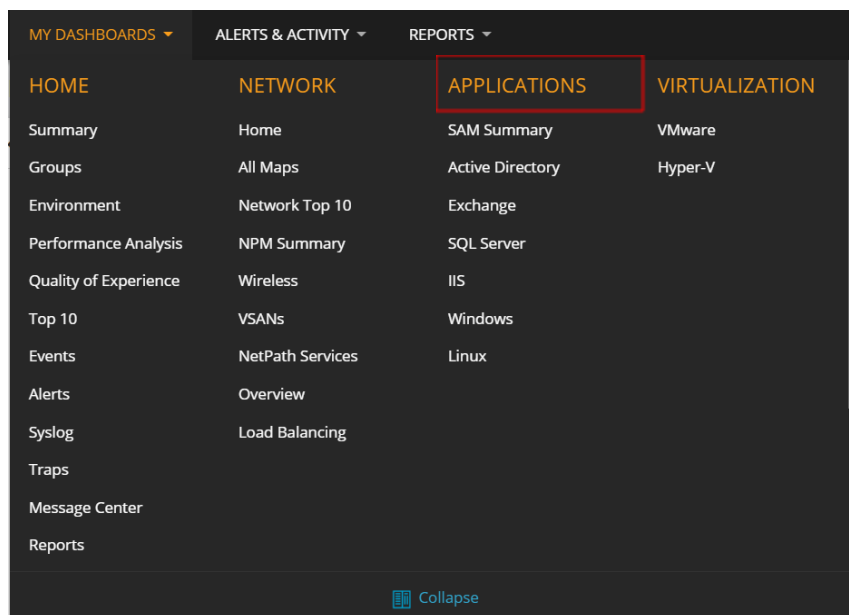 MY DASHBOARDS ALERTS & ACTIVITY REPORTS
HOME NETWORK APPLICATIONS VIRTUALIZATION
Summary Home SAM Summary VMware
Groups All Maps Active Directory Hyper-V
Environment Network Top 10 Exchange
Performance Analysis NPM Summary SQL Server
Quality of Experience Wireless IIS
Top 10 VSANs Windows
Events NetPath Services Linux
Alerts Overview
Syslog Load Balancing
Traps
Message Center
Reports
Collapse